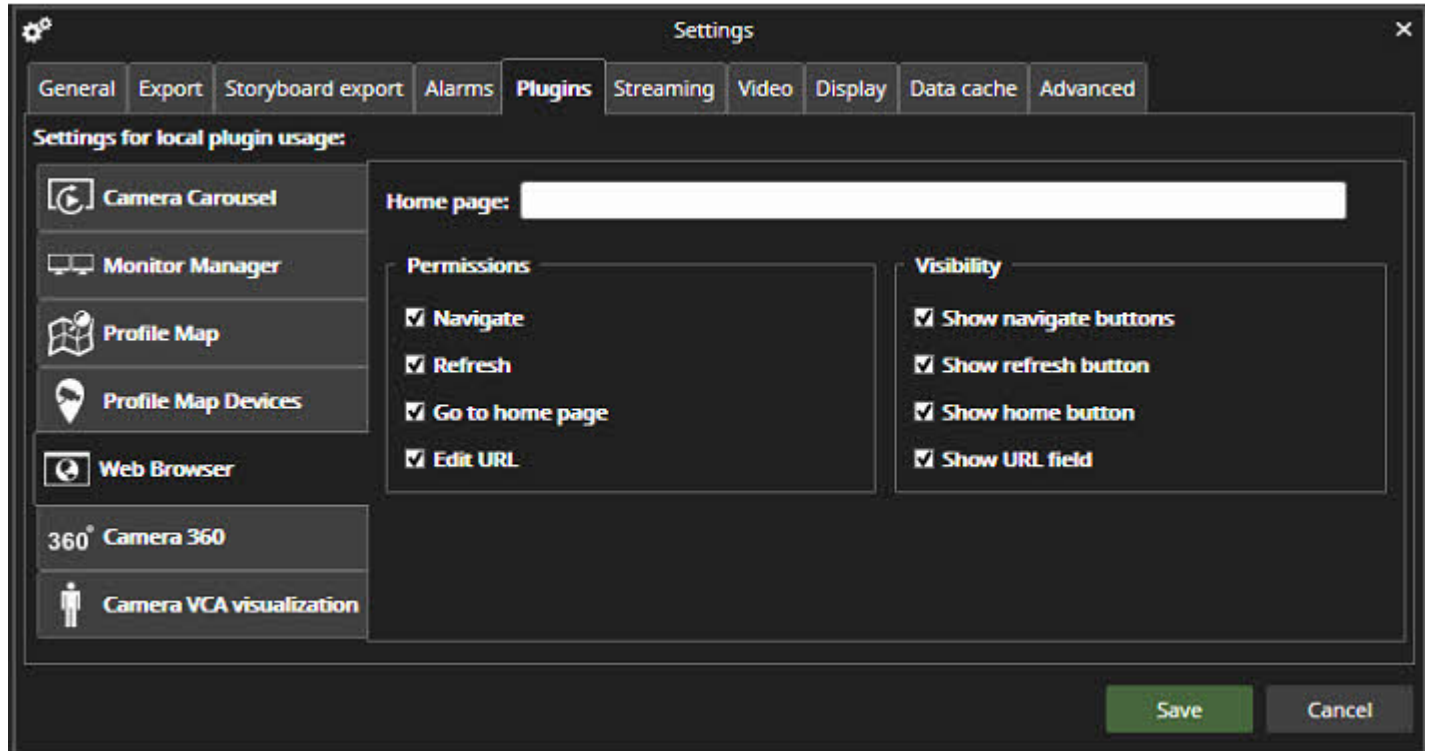 Settings
General Export Storyboard export Alarms Plugins Streaming Video Display Data cache Advanced
Settings for local plugin usage:
Camera Carousel
Monitor Manager
Profile Map
Profile Map Devices
Web Browser
360° Camera 360
Camera VCA visualization
Home page:
Permissions
Navigate
Refresh
Go to home page
Edit URL
Visibility
Show navigate buttons
Show refresh button
Show home button
Show URL field
Save Cancel